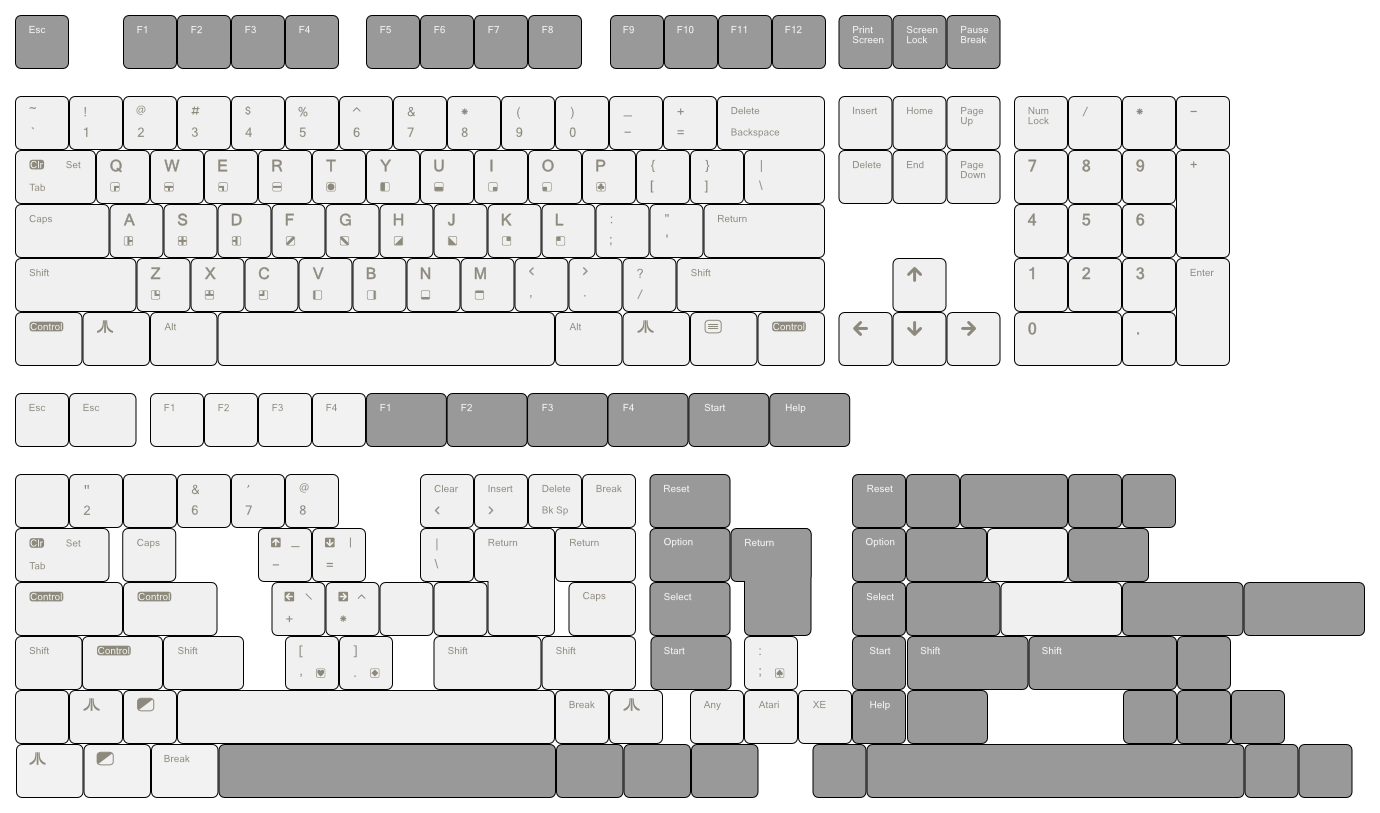 Esc F1 F2 F3 F4 F5 F6 F7 F8 F9 F10 F11 F12 Print Screen Pause
Screen Lock Break
~ ! @ # $ % ^ & * ( ) _ + Delete Insert Home Page Num / * −
Up Lock
` 1 2 3 4 5 6 7 8 9 0 − = Backspace
Clr Set Q W E R T Y U I O P { } | Delete End Page 7 8 9 +
Down
Tab [ ] \
Caps A S D F G H J K L : " Return 4 5 6
; '
Shift Z X C V B N M < > ? Shift ↑ 1 2 3 Enter
, . /
Control Alt Alt Control ← ↓ → 0 .
Esc Esc F1 F2 F3 F4 F1 F2 F3 F4 Start Help
" & ′ @ Clear Insert Delete Break Reset Reset
2 6 7 8 < > Bk Sp
Clr Set Caps ↑ _ ↓ | | Return Return Option Return Option
Tab − = \
Control Control ← \ → ^ Caps Select Select
+ *
Shift Control Shift [ ] Shift Shift Start : Start Shift Shift
, . ;
Break Any Atari XE Help
Break